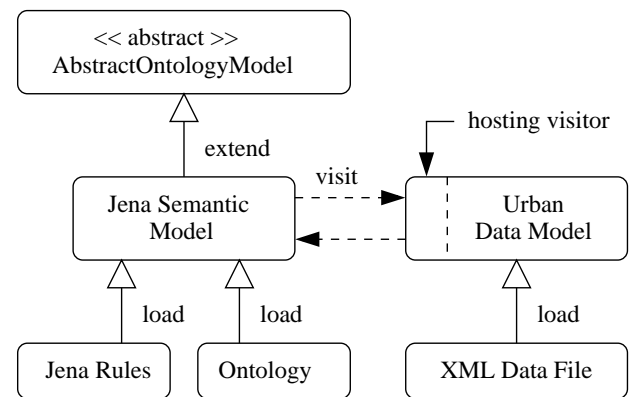 << abstract >>
AbstractOntologyModel
hosting visitor
extend
visit
Jena Semantic
Model
Urban
Data Model
load
load
load
Jena Rules
Ontology
XML Data File